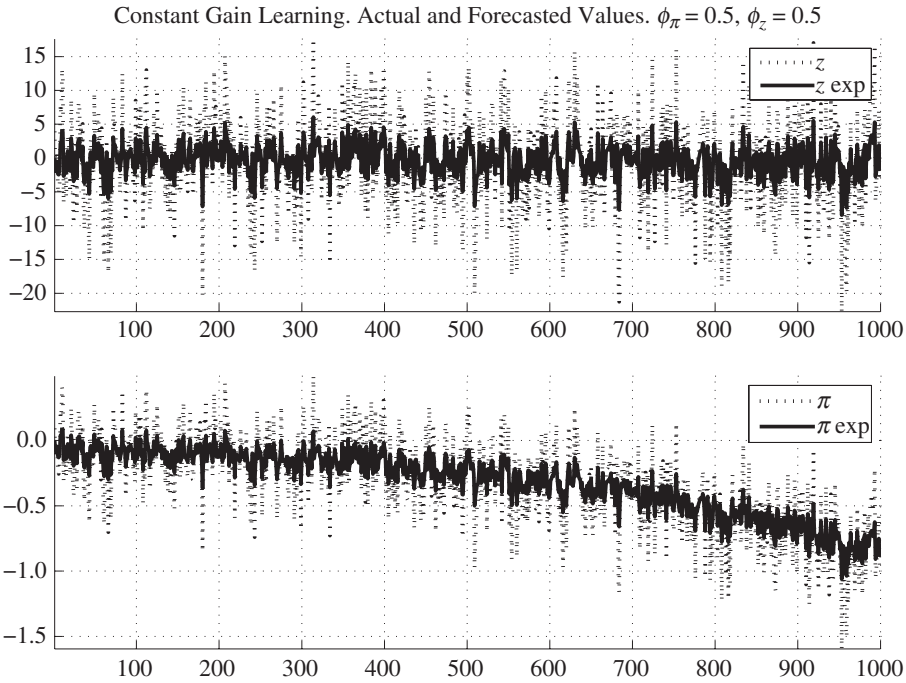 Constant Gain Learning. Actual and Forecasted Values. ϕπ = 0.5, ϕz = 0.5
15
10
5
0
−5
−10
−15
−20
z
z exp
100 200 300 400 500 600 700 800 900 1000
0.0
−0.5
−1.0
−1.5
π
π exp
100 200 300 400 500 600 700 800 900 1000